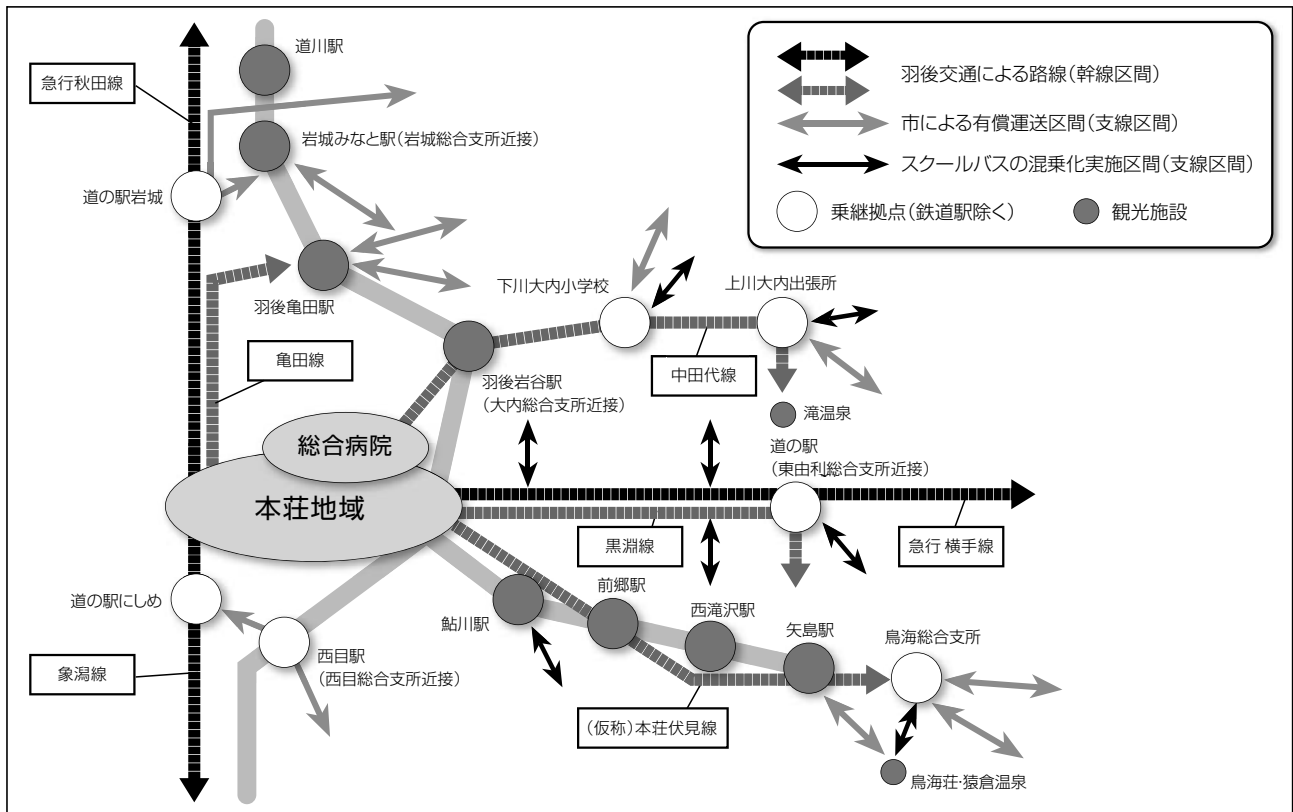 道川駅
急行秋田線
岩城みなと駅(岩城総合支所近接)
道の駅岩城
羽後亀田駅
亀田線
羽後交通による路線(幹線区間)
市による有償運送区間(支線区間)
スクールバスの混乗化実施区間(支線区間)
乗継拠点(鉄道駅除く)
観光施設
下川大内小学校
上川大内出張所
中田代線
羽後岩谷駅
(大内総合支所近接)
滝温泉
総合病院
本荘地域
道の駅
(東由利総合支所近接)
黒淵線
急行 横手線
道の駅にしめ
鮎川駅
前郷駅
西滝沢駅
矢島駅
鳥海総合支所
象潟線
西目駅
(西目総合支所近接)
(仮称)本荘伏見線
鳥海荘・猿倉温泉